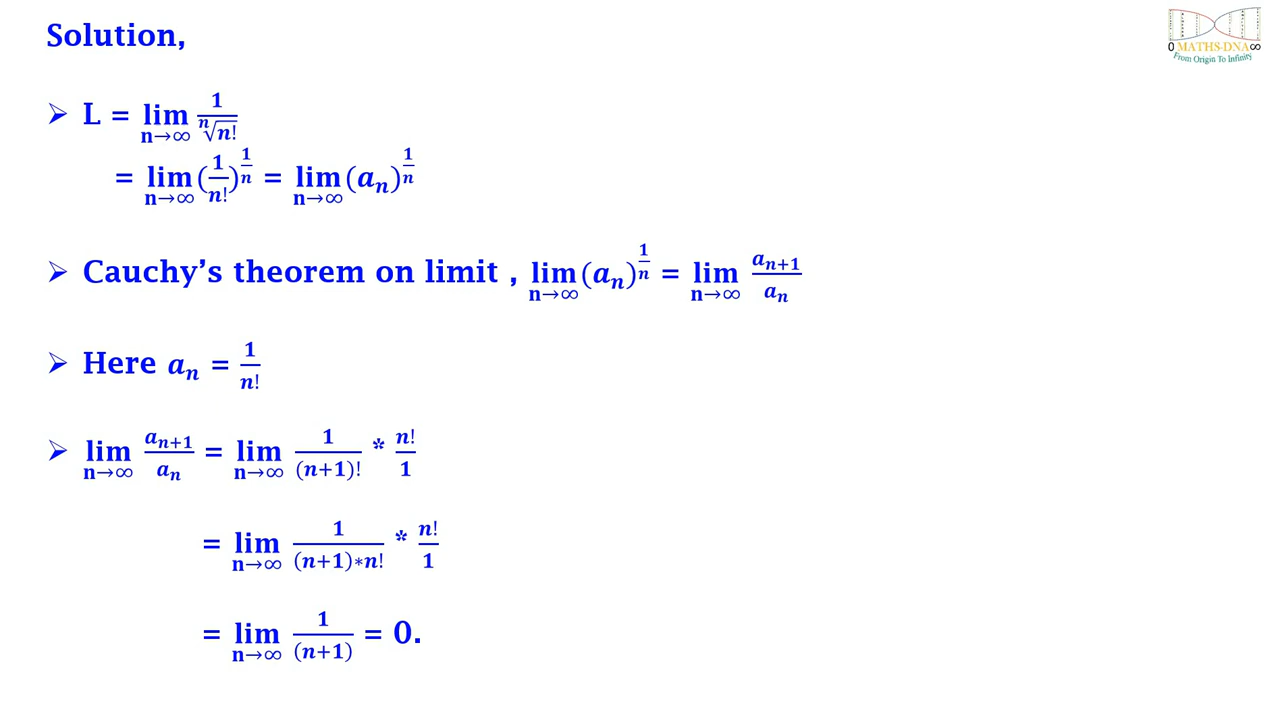 Solution,
0 MATHS-DNA∞
From Origin To Infinity
➢ L = lim n→∞ 1/ⁿ√n!
= lim n→∞ (1/n!)^(1/n) = lim n→∞ (aₙ)^(1/n)
➢ Cauchy’s theorem on limit , lim n→∞ (aₙ)^(1/n) = lim n→∞ aₙ₊₁/aₙ
➢ Here aₙ = 1/n!
➢ lim n→∞ aₙ₊₁/aₙ = lim n→∞ 1/(n+1)! * n!/1
= lim n→∞ 1/(n+1)∗n! * n!/1
= lim n→∞ 1/(n+1) = 0.